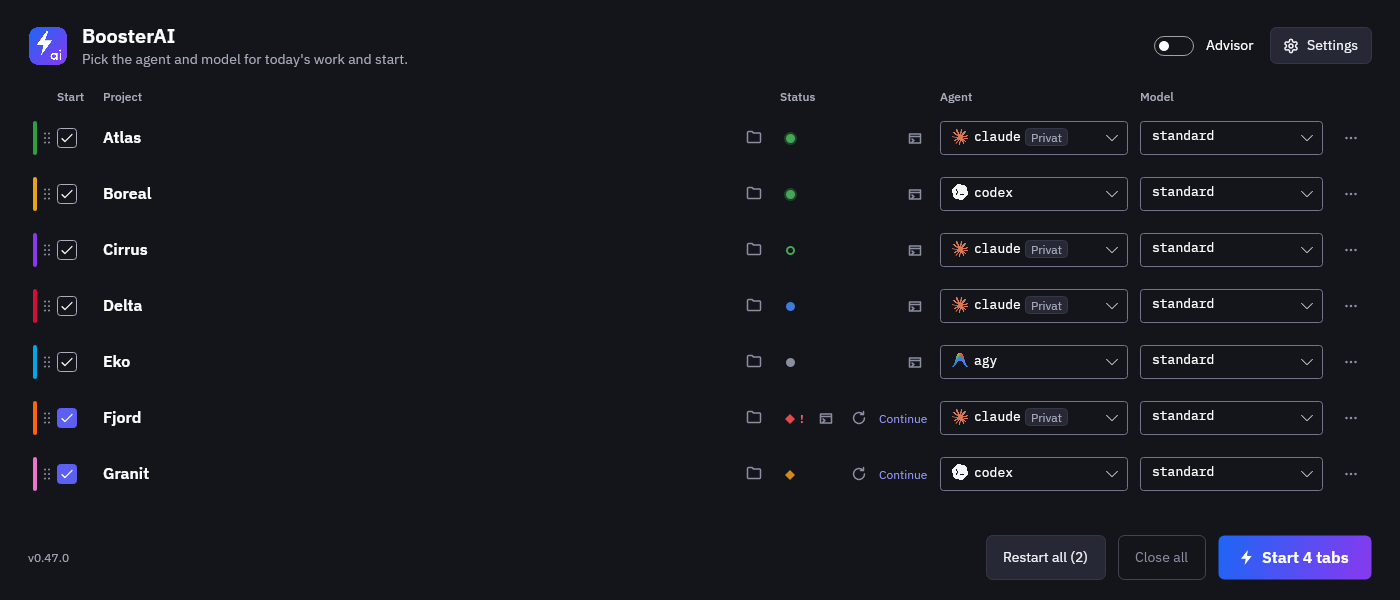 ai
BoosterAI
Pick the agent and model for today's work and start.
Advisor
Settings
Start Project Status Agent Model
Atlas claude Privat standard
Boreal codex standard
Cirrus claude Privat standard
Delta claude Privat standard
Eko agy standard
Fjord ! Continue claude Privat standard
Granit Continue codex standard
v0.47.0 Restart all (2) Close all Start 4 tabs